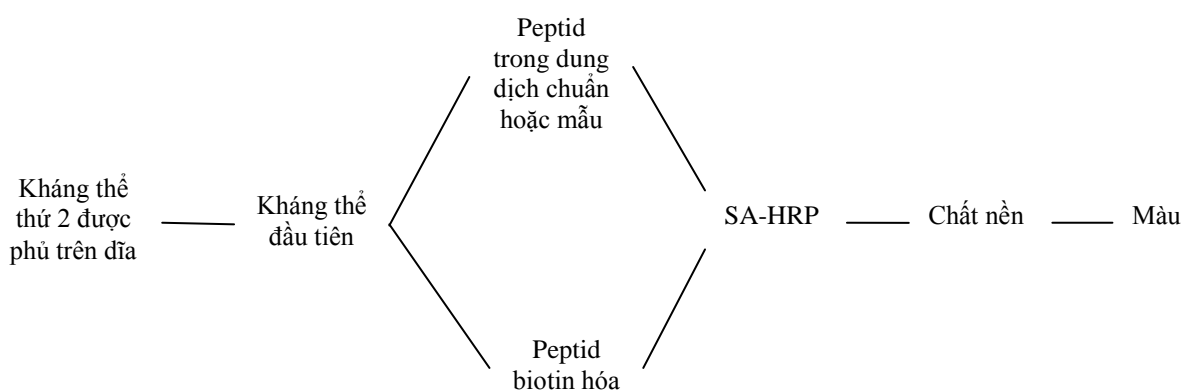 Peptid
trong dung
dịch chuẩn
hoặc mẫu
Kháng thể
thứ 2 được
phủ trên dĩa
Kháng thể
đầu tiên
SA-HRP
Chất nền
Màu
Peptid
biotin hóa